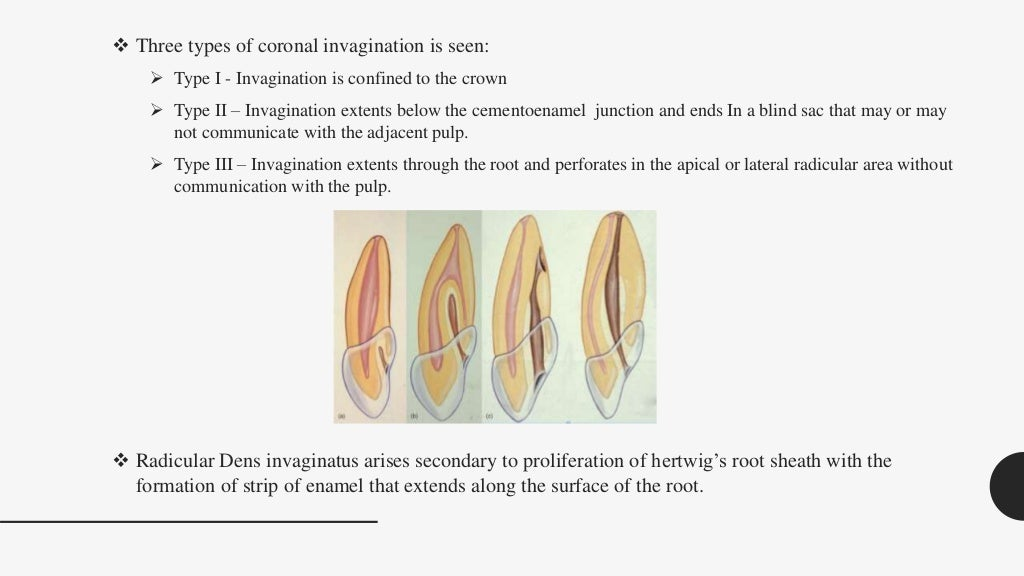 ❖ Three types of coronal invagination is seen:
➢ Type I - Invagination is confined to the crown
➢ Type II – Invagination extents below the cementoenamel junction and ends In a blind sac that may or may
not communicate with the adjacent pulp.
➢ Type III – Invagination extents through the root and perforates in the apical or lateral radicular area without
communication with the pulp.
(a) (b) (c)
❖ Radicular Dens invaginatus arises secondary to proliferation of hertwig’s root sheath with the
formation of strip of enamel that extends along the surface of the root.